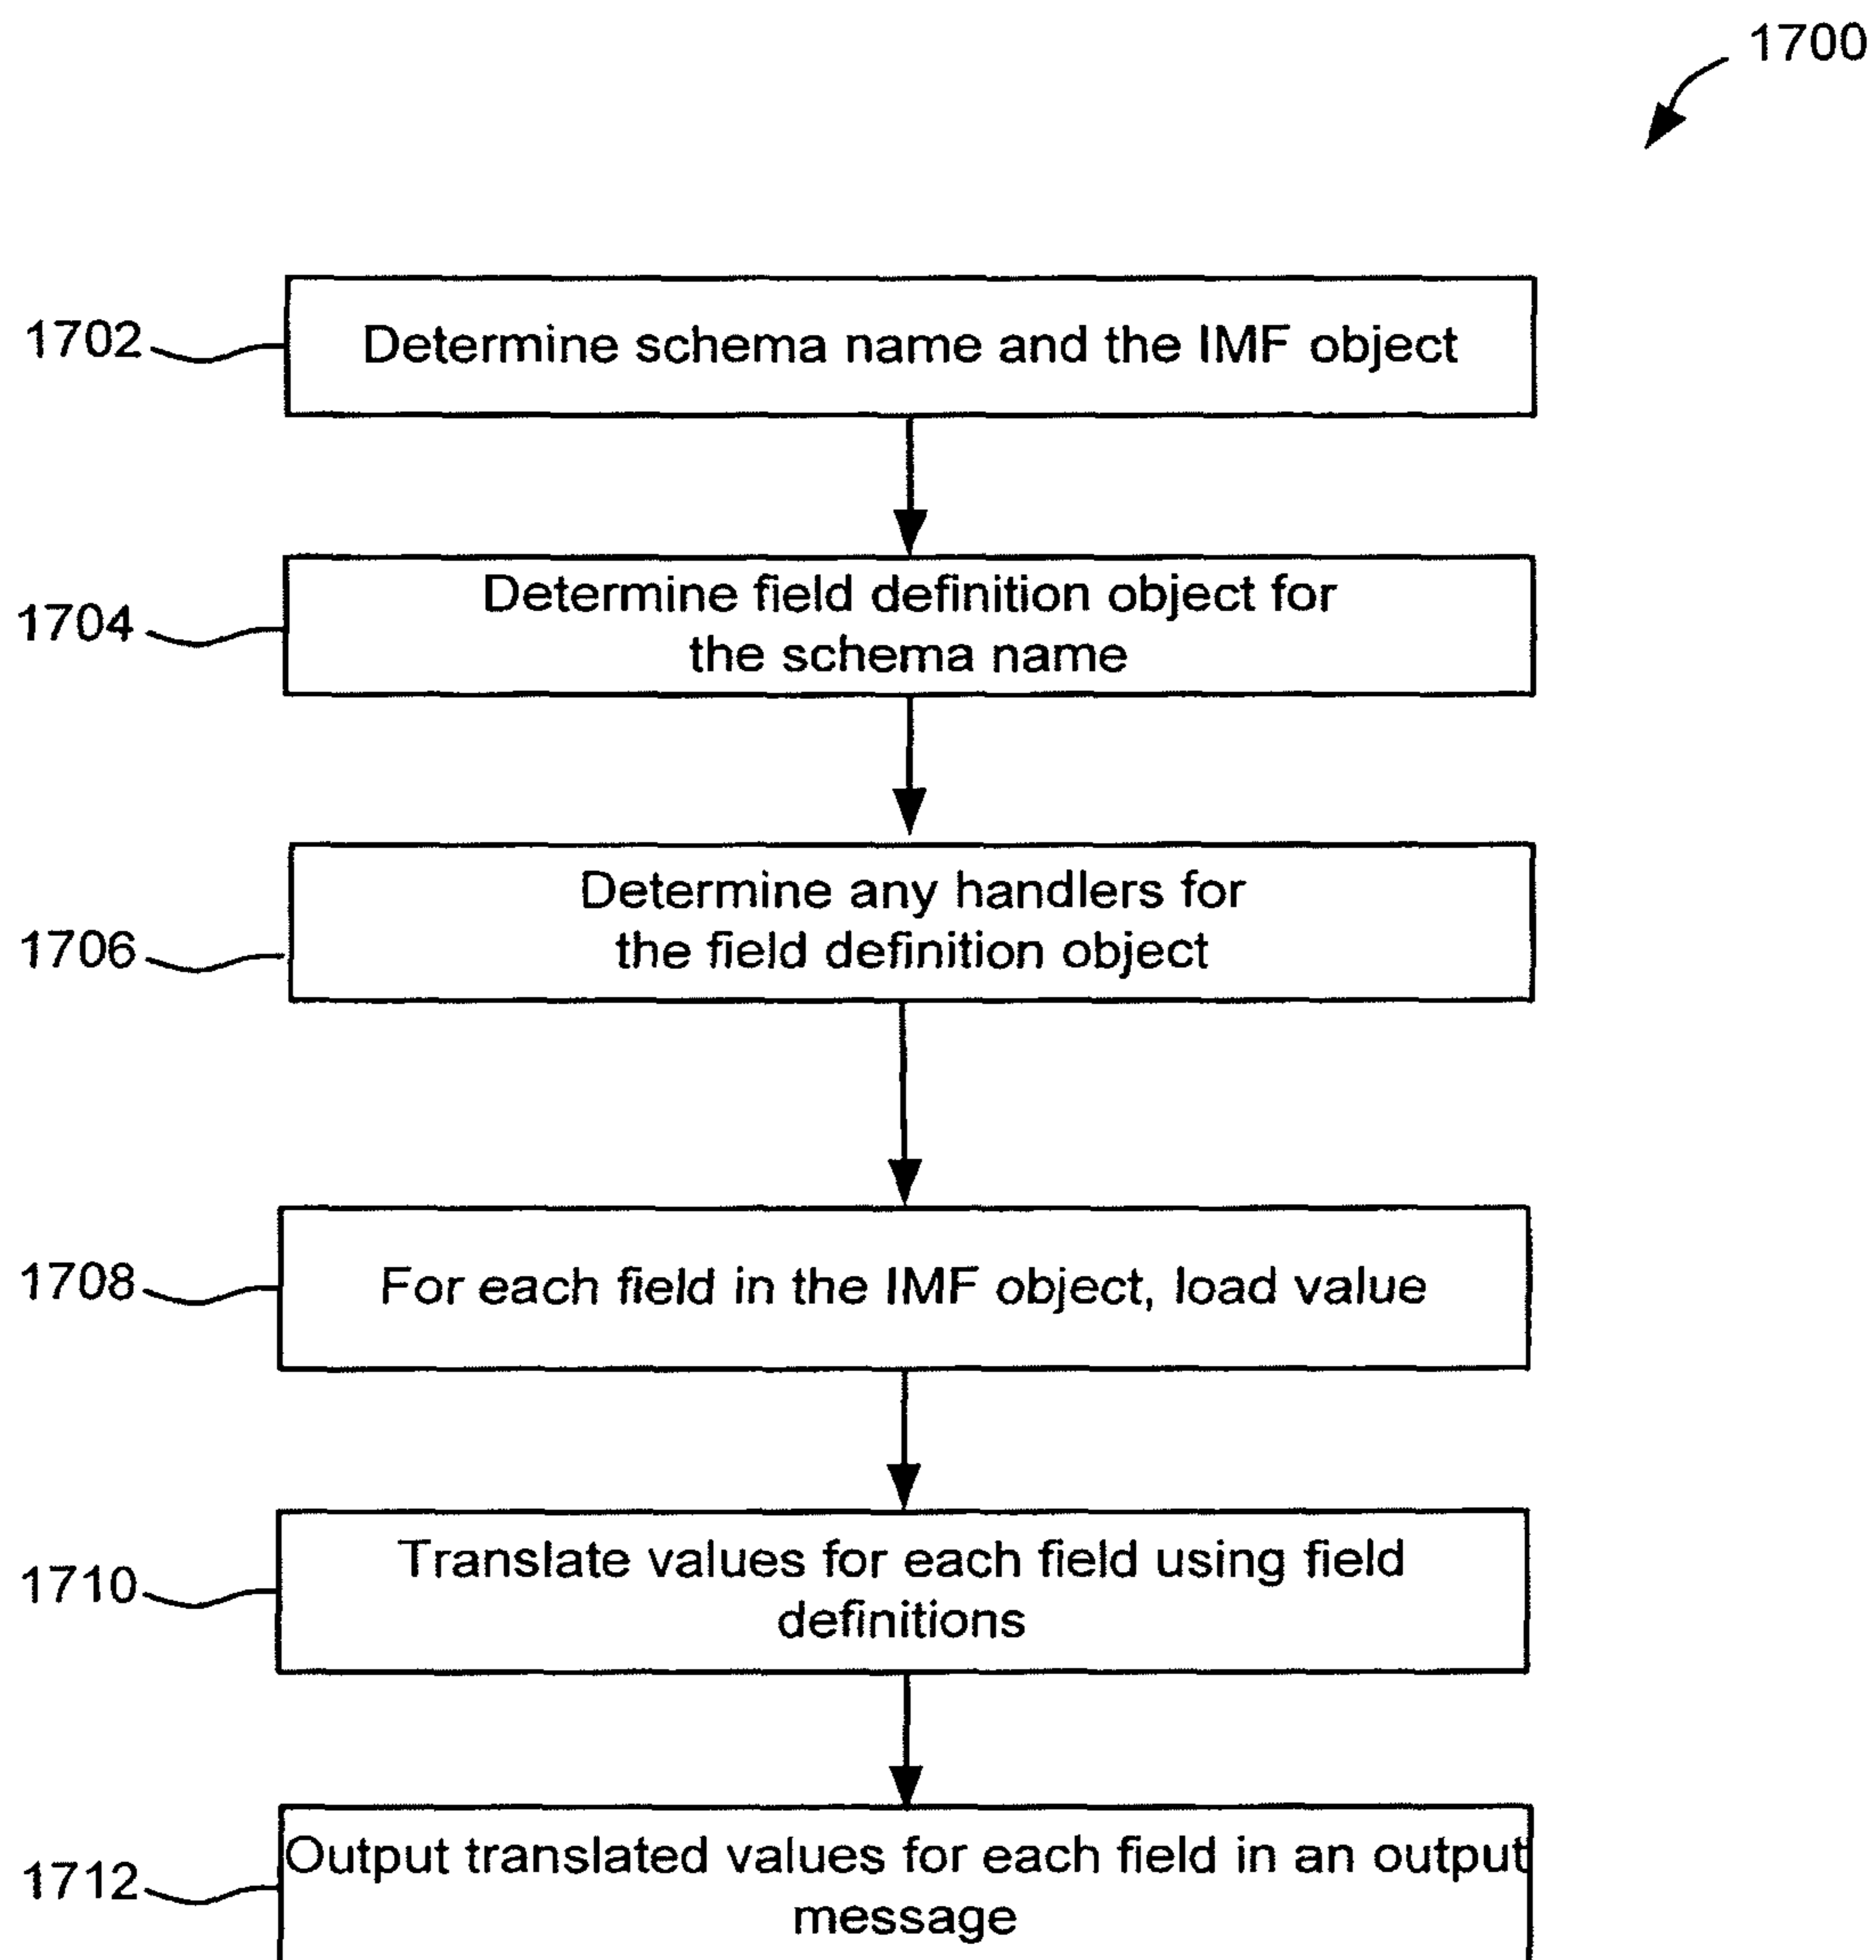 1700
1702
Determine schema name and the IMF object
1704
Determine field definition object for
the schema name
1706
Determine any handlers for
the field definition object
1708
For each field in the IMF object, load value
1710
Translate values for each field using field
definitions
1712
Output translated values for each field in an output
message